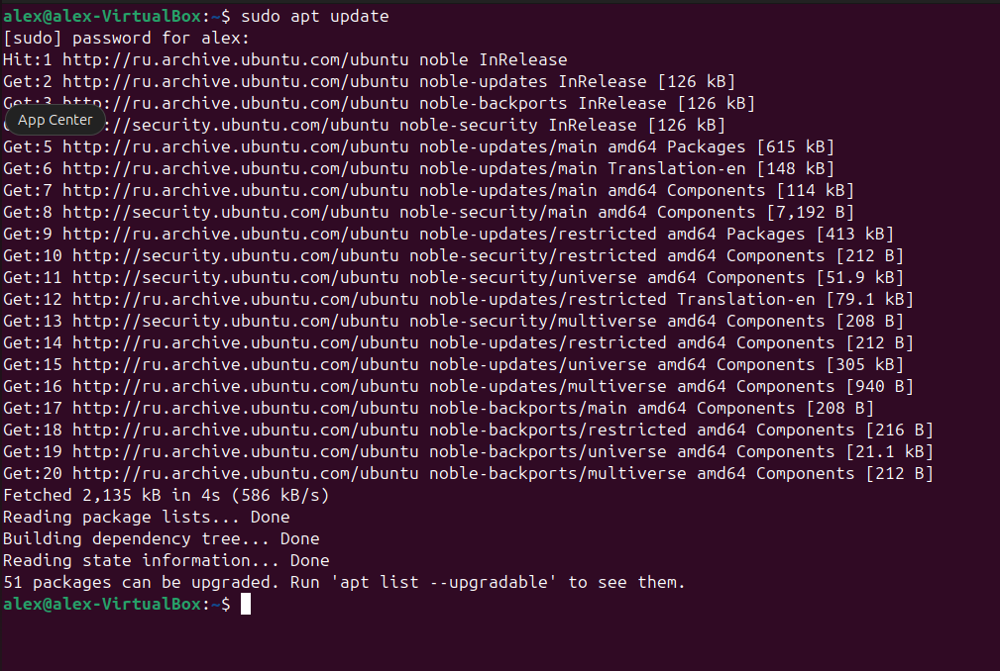 alex@alex-VirtualBox:~$ sudo apt update
[sudo] password for alex:
Hit:1 http://ru.archive.ubuntu.com/ubuntu noble InRelease
Get:2 http://ru.archive.ubuntu.com/ubuntu noble-updates InRelease [126 kB]
Get:3 http://ru.archive.ubuntu.com/ubuntu noble-backports InRelease [126 kB]
App Center
://security.ubuntu.com/ubuntu noble-security InRelease [126 kB]
Get:5 http://ru.archive.ubuntu.com/ubuntu noble-updates/main amd64 Packages [615 kB]
Get:6 http://ru.archive.ubuntu.com/ubuntu noble-updates/main Translation-en [148 kB]
Get:7 http://ru.archive.ubuntu.com/ubuntu noble-updates/main amd64 Components [114 kB]
Get:8 http://security.ubuntu.com/ubuntu noble-security/main amd64 Components [7,192 B]
Get:9 http://ru.archive.ubuntu.com/ubuntu noble-updates/restricted amd64 Packages [413 kB]
Get:10 http://security.ubuntu.com/ubuntu noble-security/restricted amd64 Components [212 B]
Get:11 http://security.ubuntu.com/ubuntu noble-security/universe amd64 Components [51.9 kB]
Get:12 http://ru.archive.ubuntu.com/ubuntu noble-updates/restricted Translation-en [79.1 kB]
Get:13 http://security.ubuntu.com/ubuntu noble-security/multiverse amd64 Components [208 B]
Get:14 http://ru.archive.ubuntu.com/ubuntu noble-updates/restricted amd64 Components [212 B]
Get:15 http://ru.archive.ubuntu.com/ubuntu noble-updates/universe amd64 Components [305 kB]
Get:16 http://ru.archive.ubuntu.com/ubuntu noble-updates/multiverse amd64 Components [940 B]
Get:17 http://ru.archive.ubuntu.com/ubuntu noble-backports/main amd64 Components [208 B]
Get:18 http://ru.archive.ubuntu.com/ubuntu noble-backports/restricted amd64 Components [216 B]
Get:19 http://ru.archive.ubuntu.com/ubuntu noble-backports/universe amd64 Components [21.1 kB]
Get:20 http://ru.archive.ubuntu.com/ubuntu noble-backports/multiverse amd64 Components [212 B]
Fetched 2,135 kB in 4s (586 kB/s)
Reading package lists... Done
Building dependency tree... Done
Reading state information... Done
51 packages can be upgraded. Run 'apt list --upgradable' to see them.
alex@alex-VirtualBox:~$